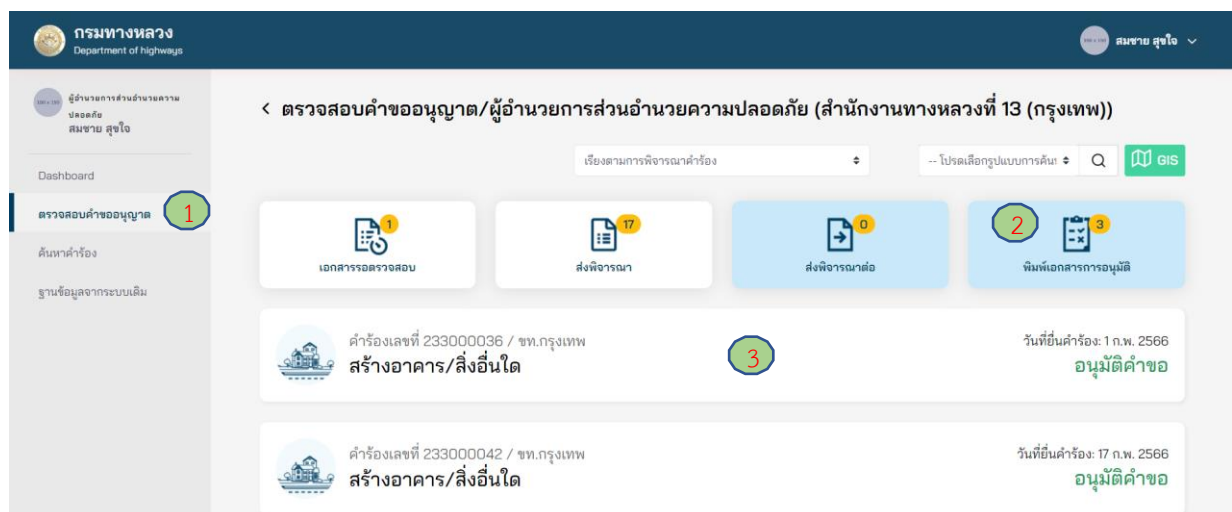 กรมทางหลวง
Department of highways
สมชาย สุขใจ
ผู้อำนวยการส่วนอำนวยความ
ปลอดภัย
สมชาย สุขใจ
Dashboard
ตรวจสอบคำขออนุญาต
1
ค้นหาคำร้อง
ฐานข้อมูลจากระบบเดิม
< ตรวจสอบคำขออนุญาต/ผู้อำนวยการส่วนอำนวยความปลอดภัย (สำนักงานทางหลวงที่ 13 (กรุงเทพ))
เรียงตามการพิจารณาคำร้อง
-- โปรดเลือกรูปแบบการค้น
GIS
1
เอกสารรอตรวจสอบ
17
ส่งพิจารณา
0
ส่งพิจารณาต่อ
2
3
พิมพ์เอกสารการอนุมัติ
คำร้องเลขที่ 233000036 / ขท.กรุงเทพ
สร้างอาคาร/สิ่งอื่นใด
3
วันที่ยื่นคำร้อง: 1 ก.พ. 2566
อนุมัติคำขอ
คำร้องเลขที่ 233000042 / ขท.กรุงเทพ
สร้างอาคาร/สิ่งอื่นใด
วันที่ยื่นคำร้อง: 17 ก.พ. 2566
อนุมัติคำขอ